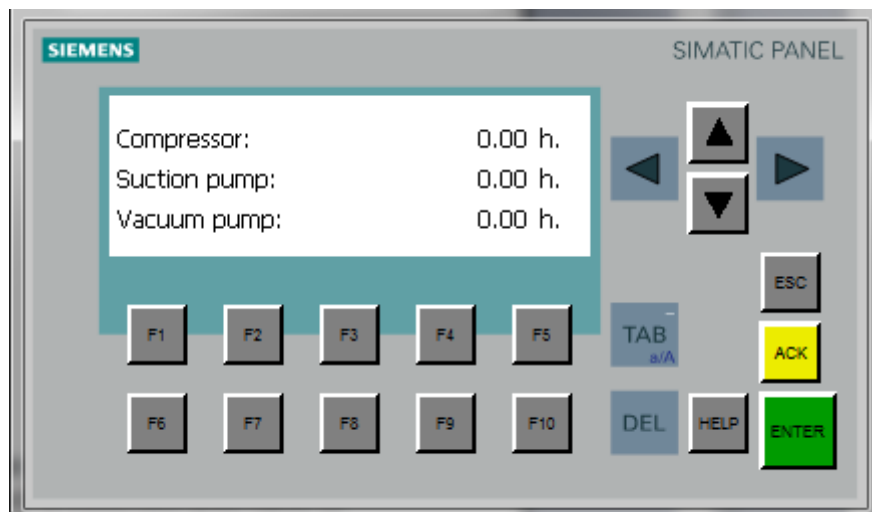 SIEMENS
SIMATIC PANEL
Compressor: 0.00 h.
Suction pump: 0.00 h.
Vacuum pump: 0.00 h.
ESC
F1 F2 F3 F4 F5 TAB
a/A
ACK
F6 F7 F8 F9 F10 DEL HELP ENTER